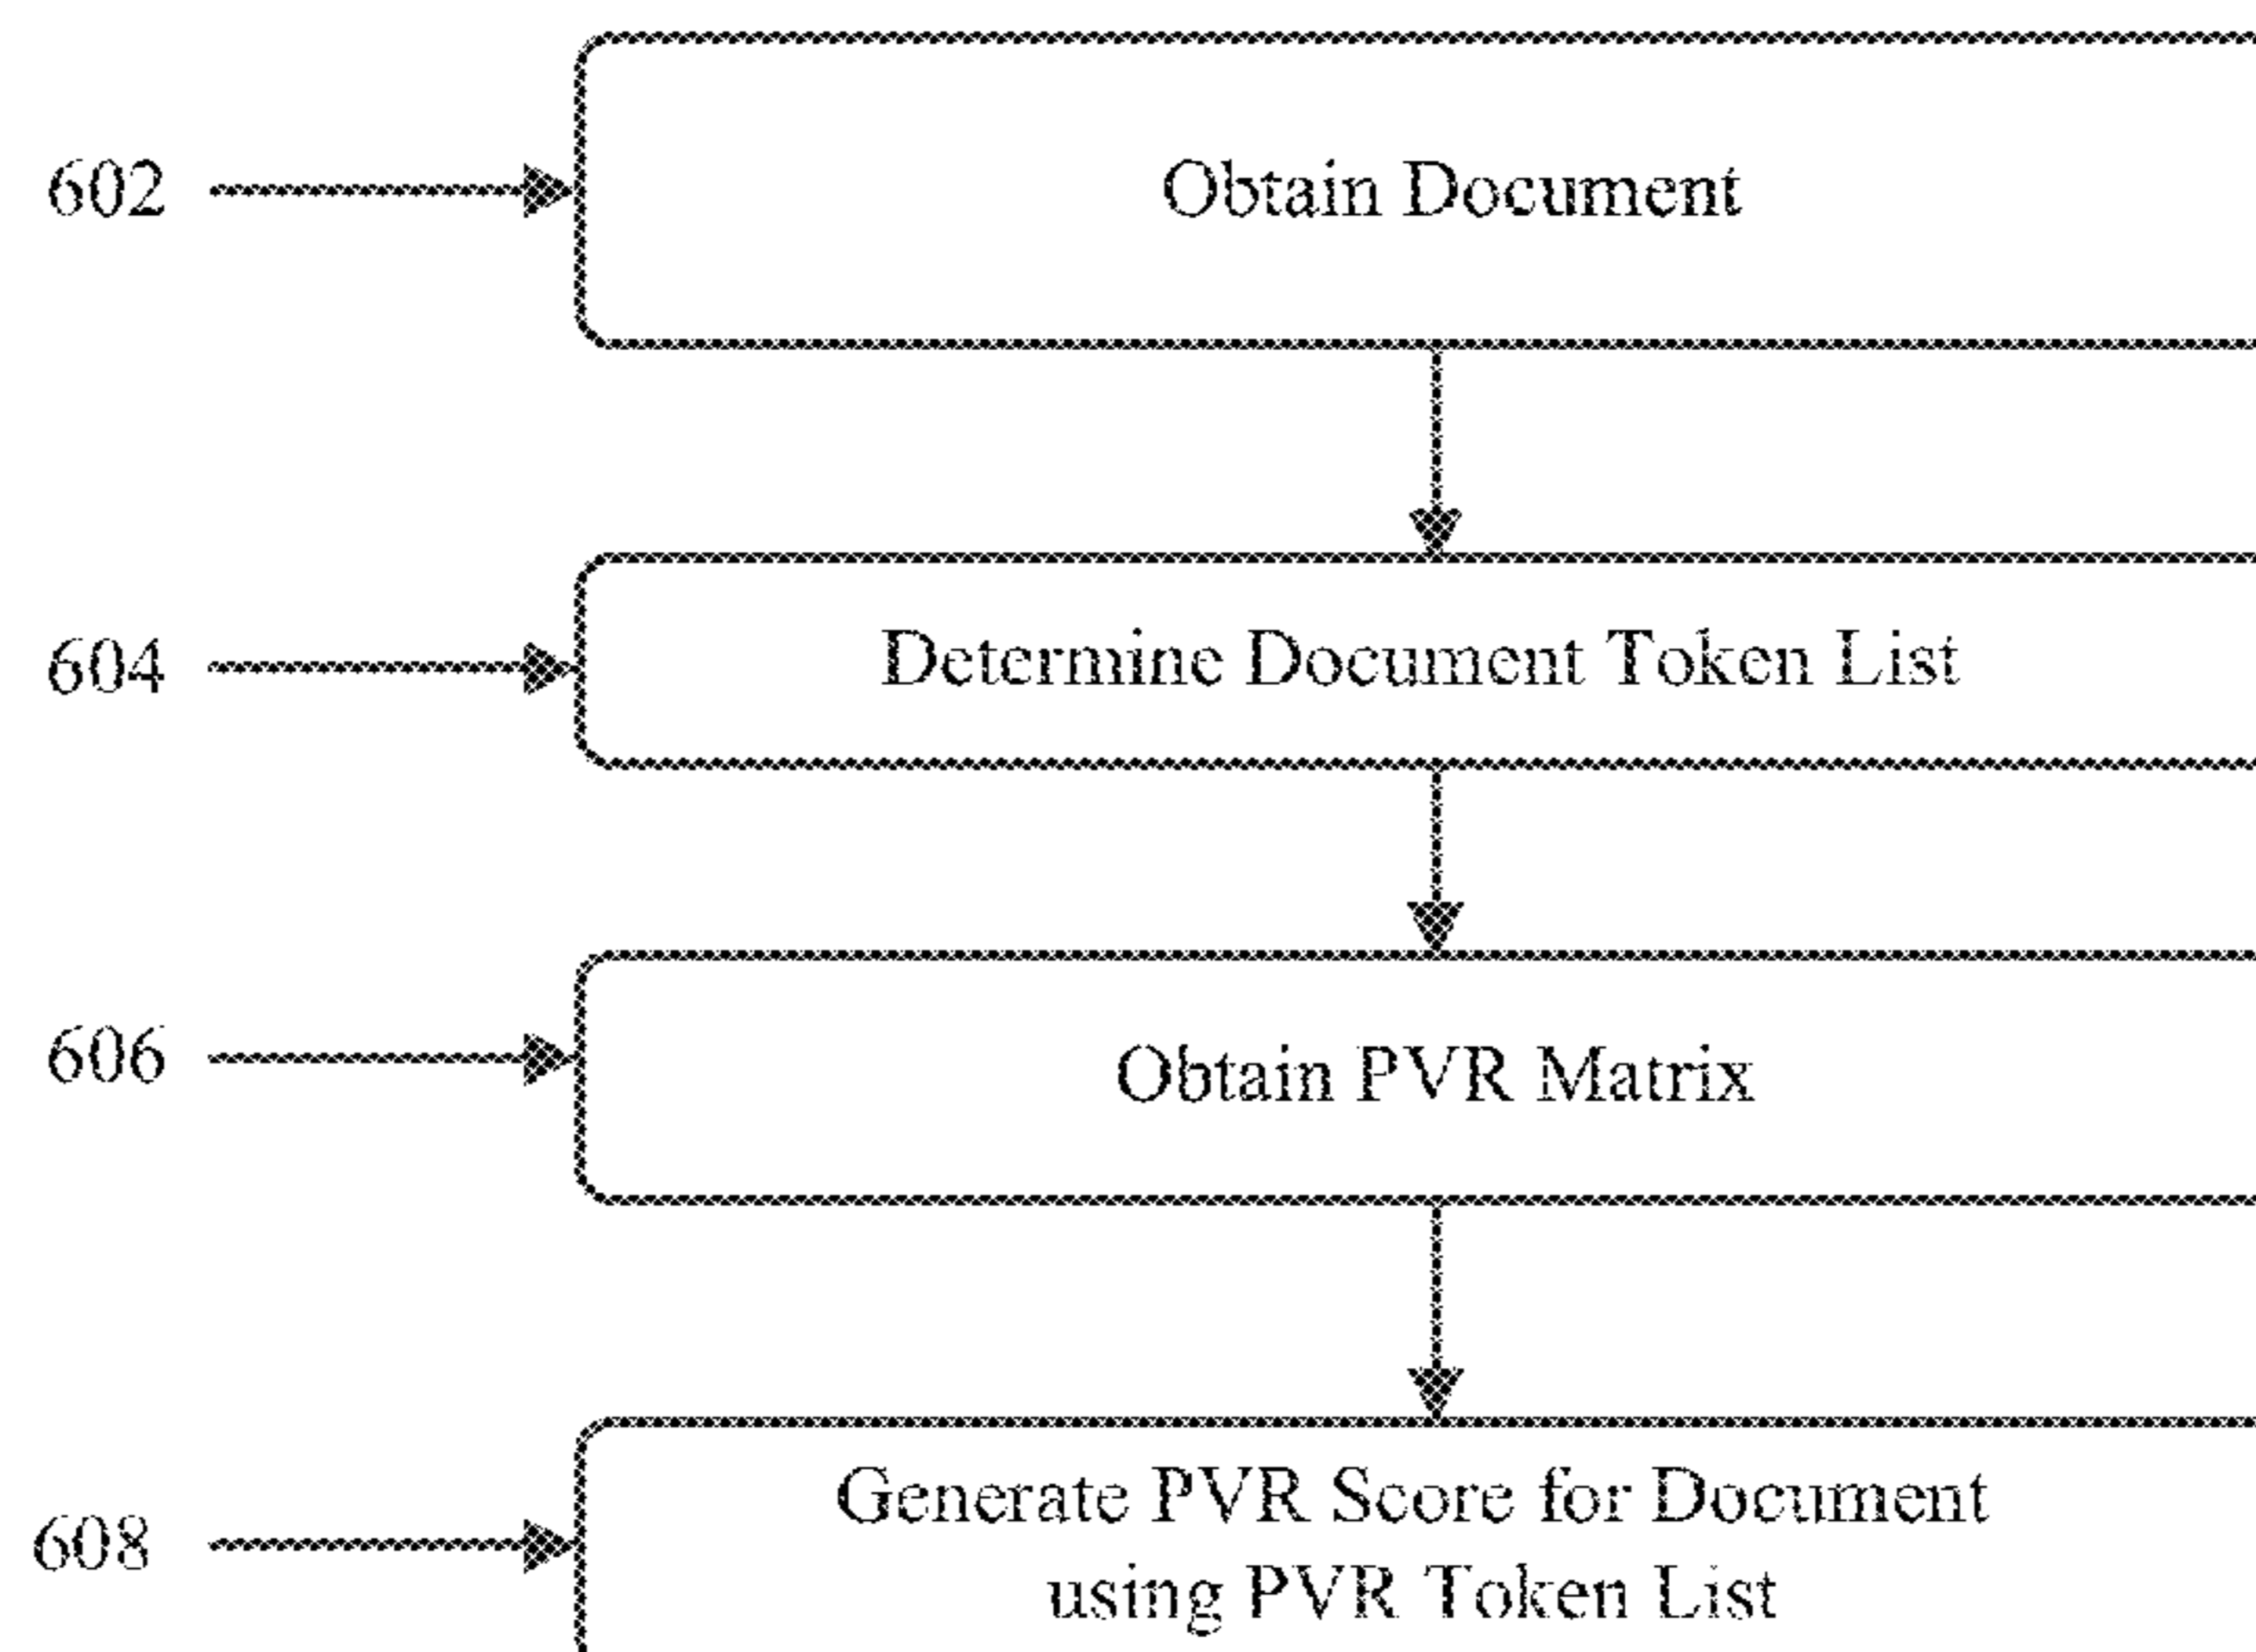 602
Obtain Document
604
Determine Document Token List
606
Obtain PVR Matrix
608
Generate PVR Score for Document
using PVR Token List